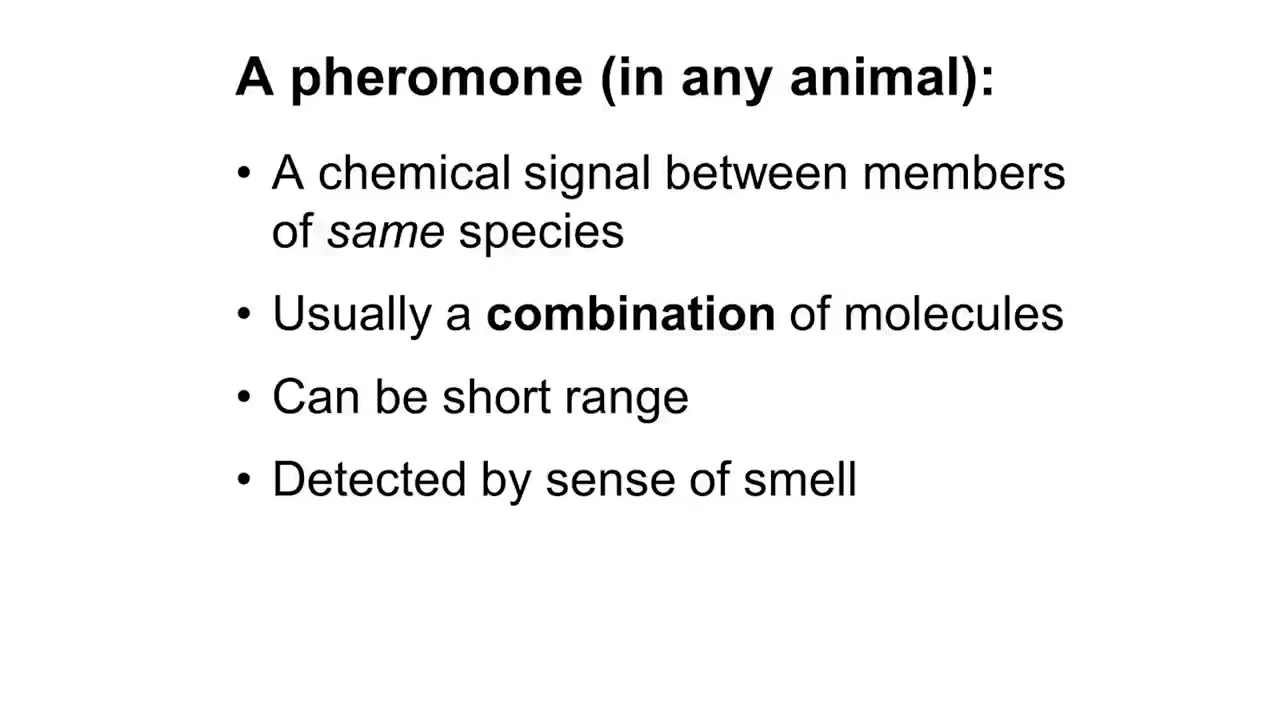 A pheromone (in any animal):
• A chemical signal between members
of same species
• Usually a combination of molecules
• Can be short range
• Detected by sense of smell